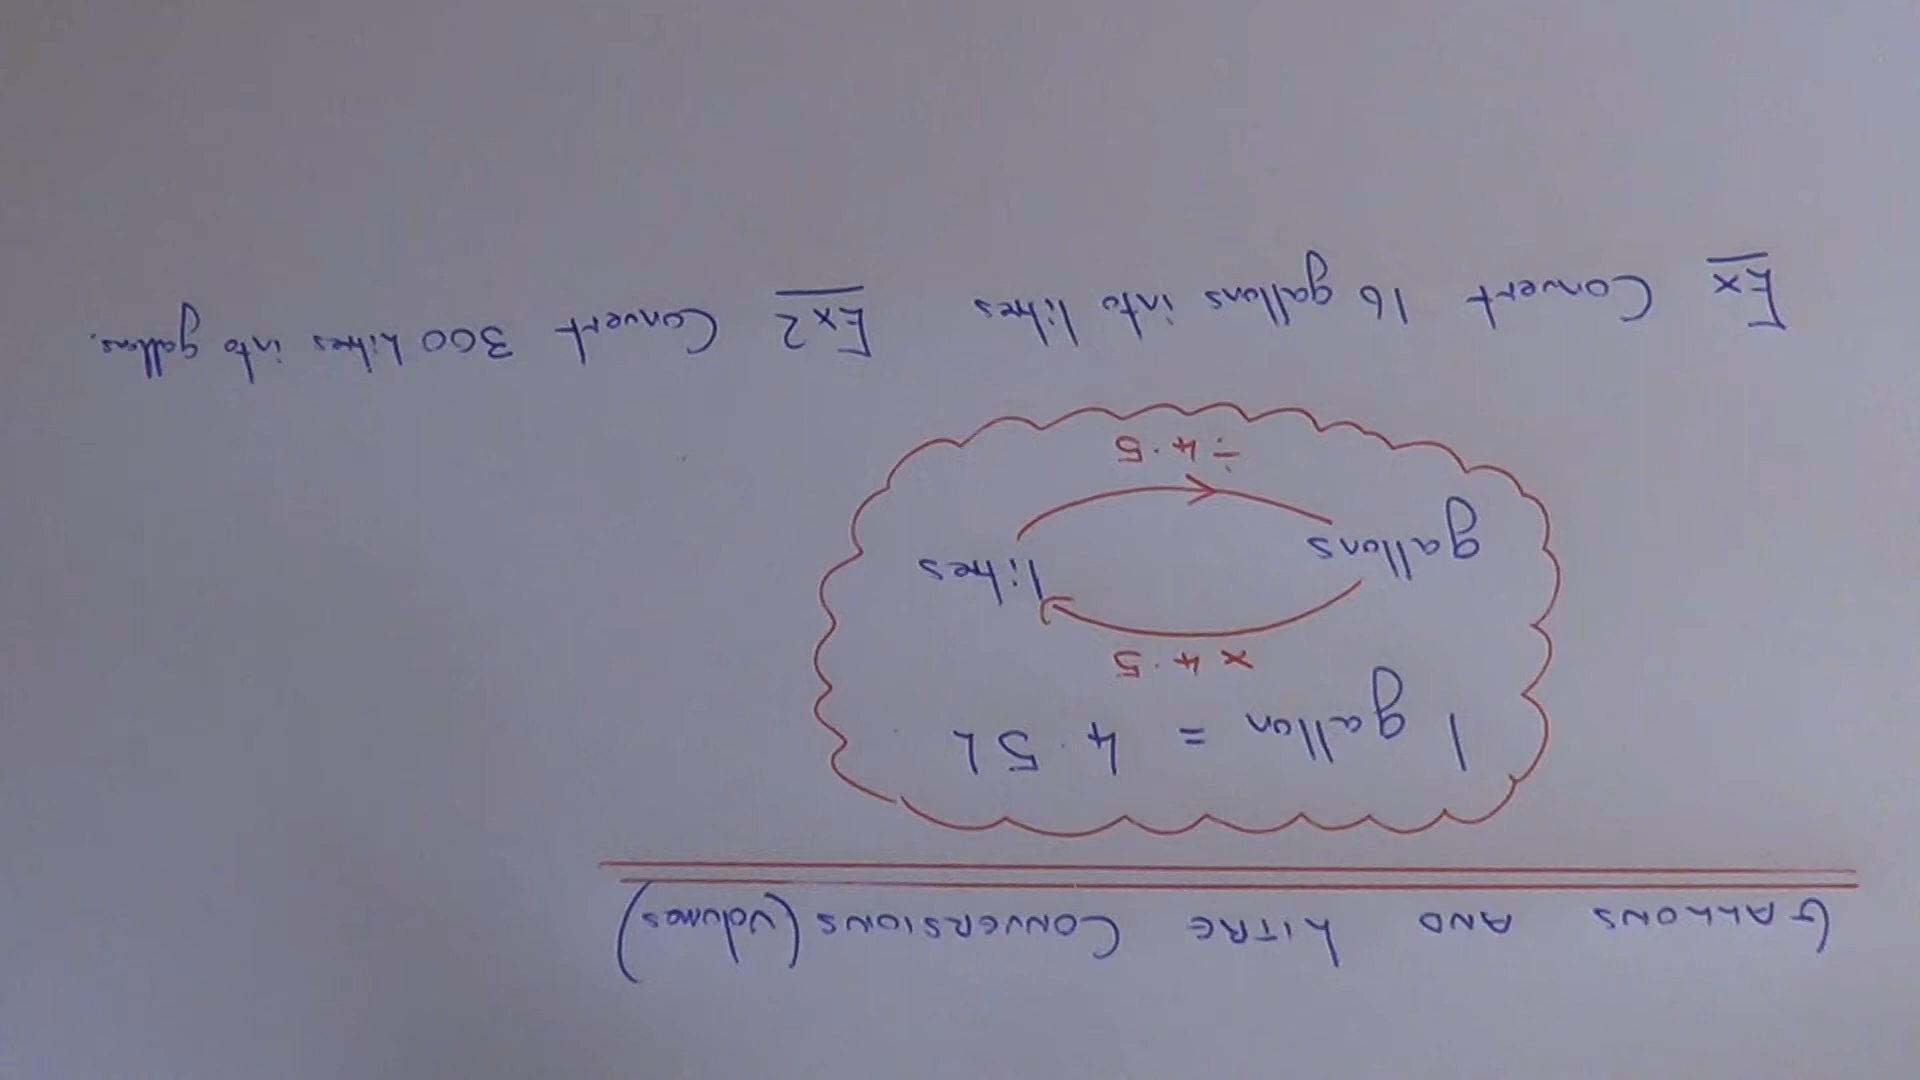 GALLONS AND LITRE CONVERSIONS (Volumes)
1 gallon = 4.5L
× 4.5
gallons litres
÷ 4.5
Ex Convert 16 gallons into litres
Ex2 Convert 300 Litres into gallons.